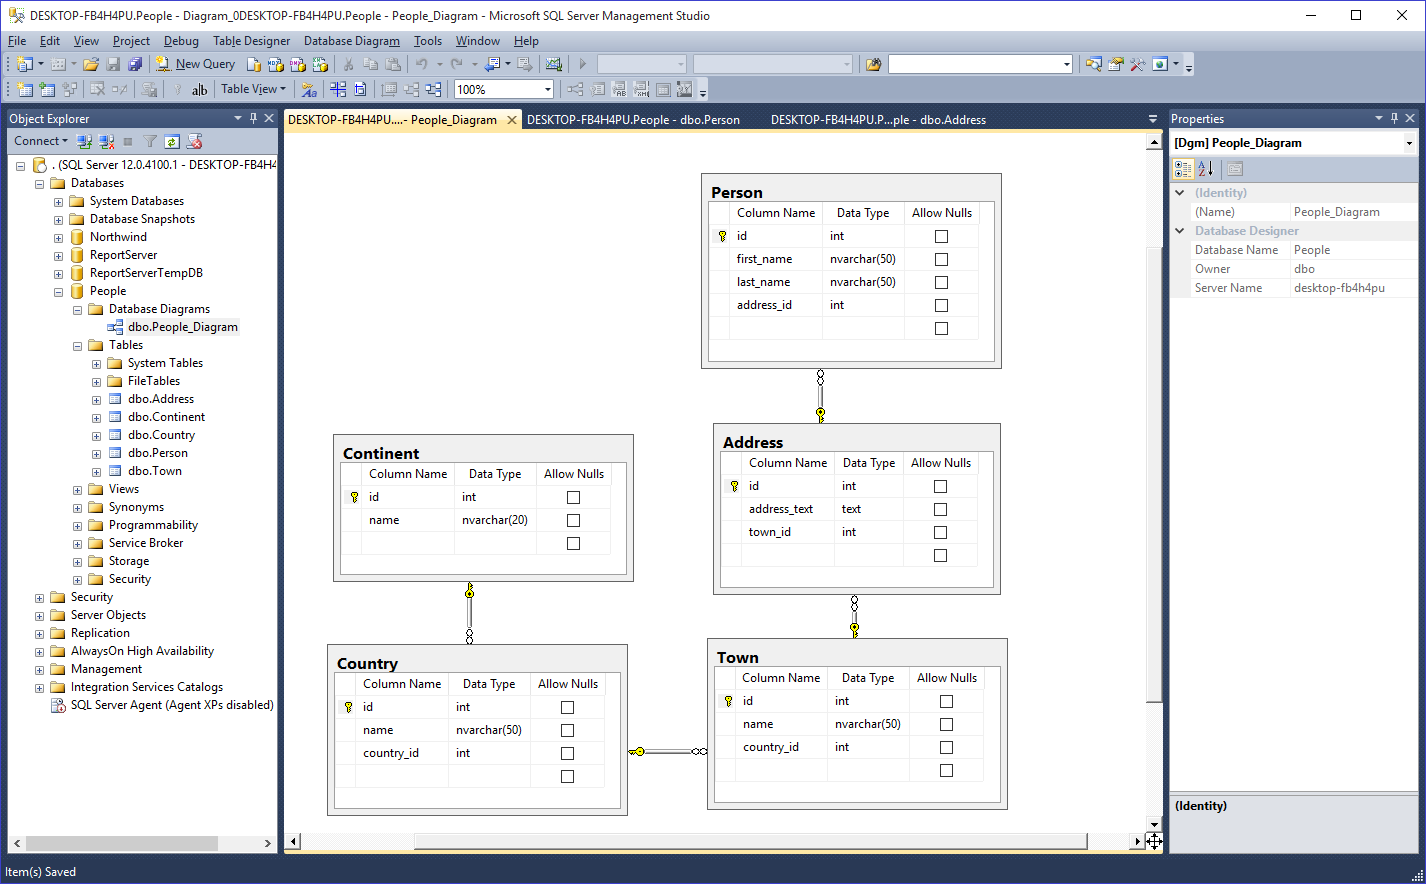 DESKTOP-FB4H4PU.People - Diagram_0DESKTOP-FB4H4PU.People - People_Diagram - Microsoft SQL Server Management Studio
File Edit View Project Debug Table Designer Database Diagram Tools Window Help
New Query
ab Table View 100%
Object Explorer
Connect
. (SQL Server 12.0.4100.1 - DESKTOP-FB4H4
Databases
System Databases
Database Snapshots
Northwind
ReportServer
ReportServerTempDB
People
Database Diagrams
dbo.People_Diagram
Tables
System Tables
FileTables
dbo.Address
dbo.Continent
dbo.Country
dbo.Person
dbo.Town
Views
Synonyms
Programmability
Service Broker
Storage
Security
Security
Server Objects
Replication
AlwaysOn High Availability
Management
Integration Services Catalogs
SQL Server Agent (Agent XPs disabled)
DESKTOP-FB4H4PU....- People_Diagram DESKTOP-FB4H4PU.People - dbo.Person DESKTOP-FB4H4PU.P...ple - dbo.Address
Person
Column Name Data Type Allow Nulls
id int
first_name nvarchar(50)
last_name nvarchar(50)
address_id int
Address
Column Name Data Type Allow Nulls
id int
address_text text
town_id int
Continent
Column Name Data Type Allow Nulls
id int
name nvarchar(20)
Country
Column Name Data Type Allow Nulls
id int
name nvarchar(50)
country_id int
Town
Column Name Data Type Allow Nulls
id int
name nvarchar(50)
country_id int
Properties
[Dgm] People_Diagram
(Identity)
(Name) People_Diagram
Database Designer
Database Name People
Owner dbo
Server Name desktop-fb4h4pu
(Identity)
Item(s) Saved